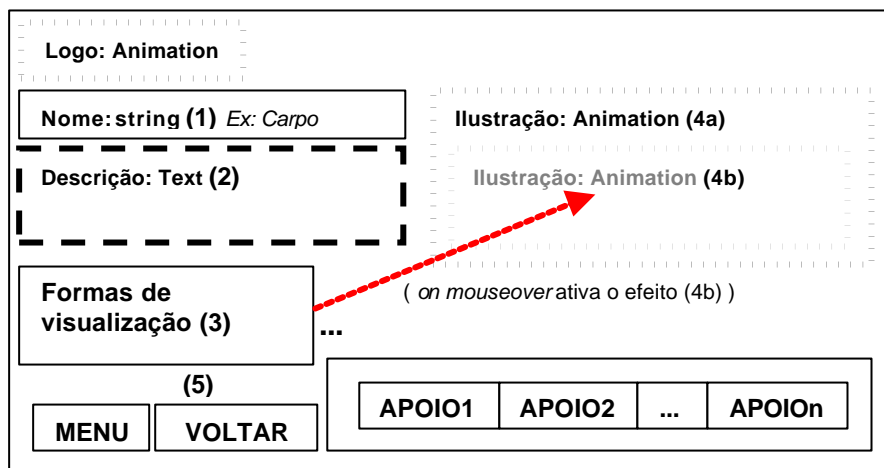 Logo: Animation
Nome: string (1) Ex: Carpo
Ilustração: Animation (4a)
Descrição: Text (2)
Ilustração: Animation (4b)
Formas de
visualização (3)
...
( on mouseover ativa o efeito (4b) )
(5)
MENU
VOLTAR
APOIO1
APOIO2
...
APOIOn